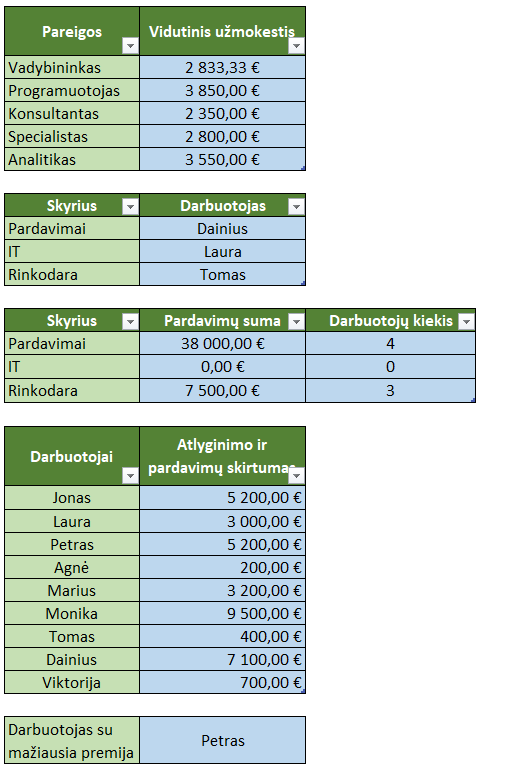 Pareigos Vidutinis užmokestis
Vadybininkas 2 833,33 €
Programuotojas 3 850,00 €
Konsultantas 2 350,00 €
Specialistas 2 800,00 €
Analitikas 3 550,00 €
Skyrius Darbuotojas
Pardavimai Dainius
IT Laura
Rinkodara Tomas
Skyrius Pardavimų suma Darbuotojų kiekis
Pardavimai 38 000,00 € 4
IT 0,00 € 0
Rinkodara 7 500,00 € 3
Darbuotojai Atlyginimo ir
pardavimų skirtumas
Jonas 5 200,00 €
Laura 3 000,00 €
Petras 5 200,00 €
Agnė 200,00 €
Marius 3 200,00 €
Monika 9 500,00 €
Tomas 400,00 €
Dainius 7 100,00 €
Viktorija 700,00 €
Darbuotojas su
mažiausia premija Petras